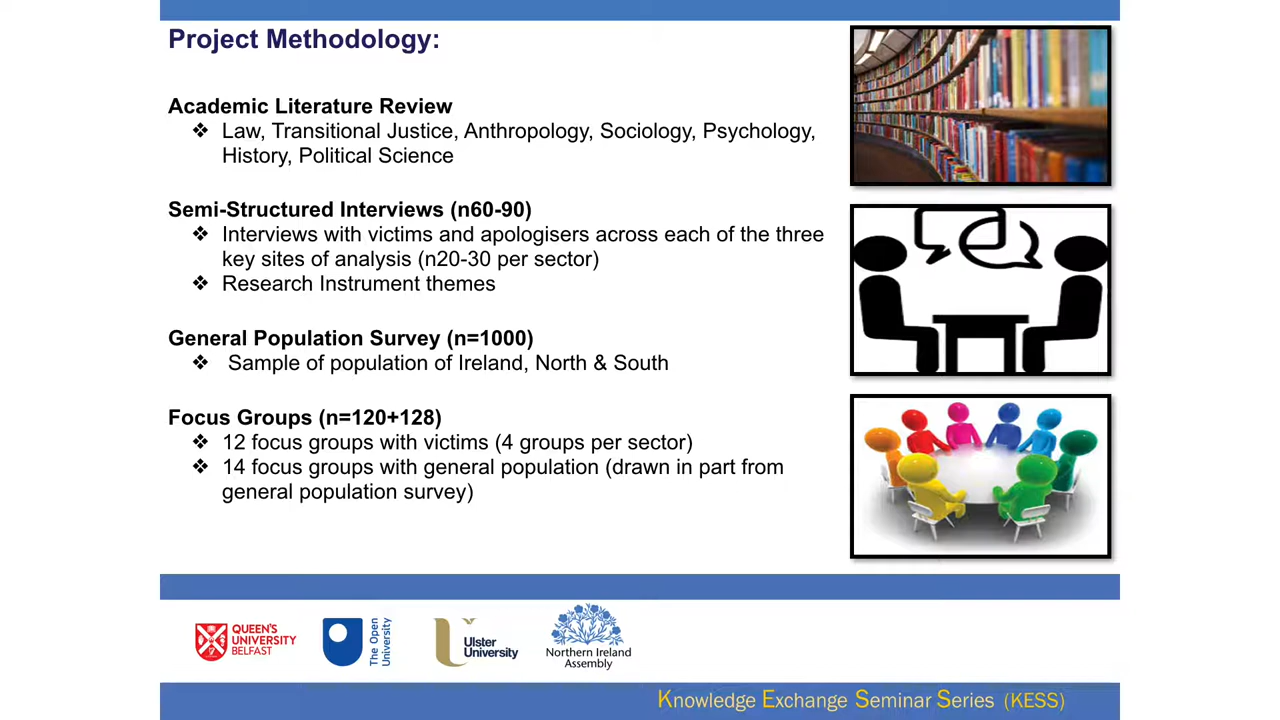 Project Methodology:
Academic Literature Review
❖ Law, Transitional Justice, Anthropology, Sociology, Psychology,
History, Political Science
Semi-Structured Interviews (n60-90)
❖ Interviews with victims and apologisers across each of the three
key sites of analysis (n20-30 per sector)
❖ Research Instrument themes
General Population Survey (n=1000)
❖ Sample of population of Ireland, North & South
Focus Groups (n=120+128)
❖ 12 focus groups with victims (4 groups per sector)
❖ 14 focus groups with general population (drawn in part from
general population survey)
QUEEN'S
UNIVERSITY
BELFAST
The Open
University
Ulster
University
Northern Ireland
Assembly
Knowledge Exchange Seminar Series (KESS)